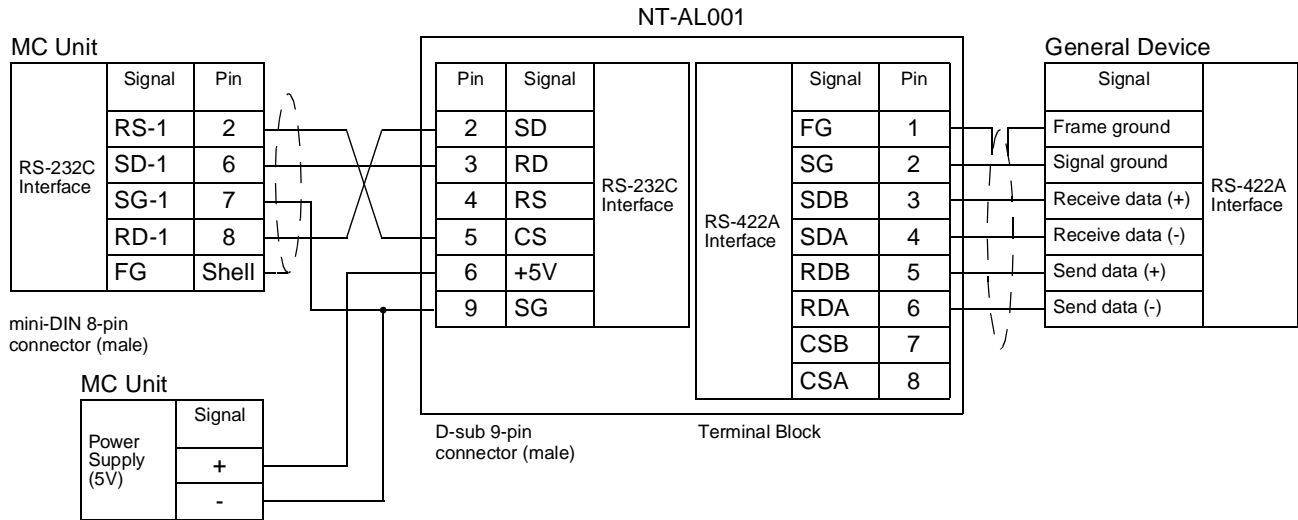 NT-AL001
MC Unit
Signal Pin
RS-1 2
SD-1 6
SG-1 7
RD-1 8
FG Shell
RS-232C
Interface
mini-DIN 8-pin
connector (male)
MC Unit
Signal
Power
Supply
(5V)
+
-
Pin Signal
2 SD
3 RD
4 RS
5 CS
6 +5V
9 SG
RS-232C
Interface
D-sub 9-pin
connector (male)
RS-422A
Interface
Signal Pin
FG 1
SG 2
SDB 3
SDA 4
RDB 5
RDA 6
CSB 7
CSA 8
Terminal Block
General Device
Signal
Frame ground
Signal ground
Receive data (+)
Receive data (-)
Send data (+)
Send data (-)
RS-422A
Interface